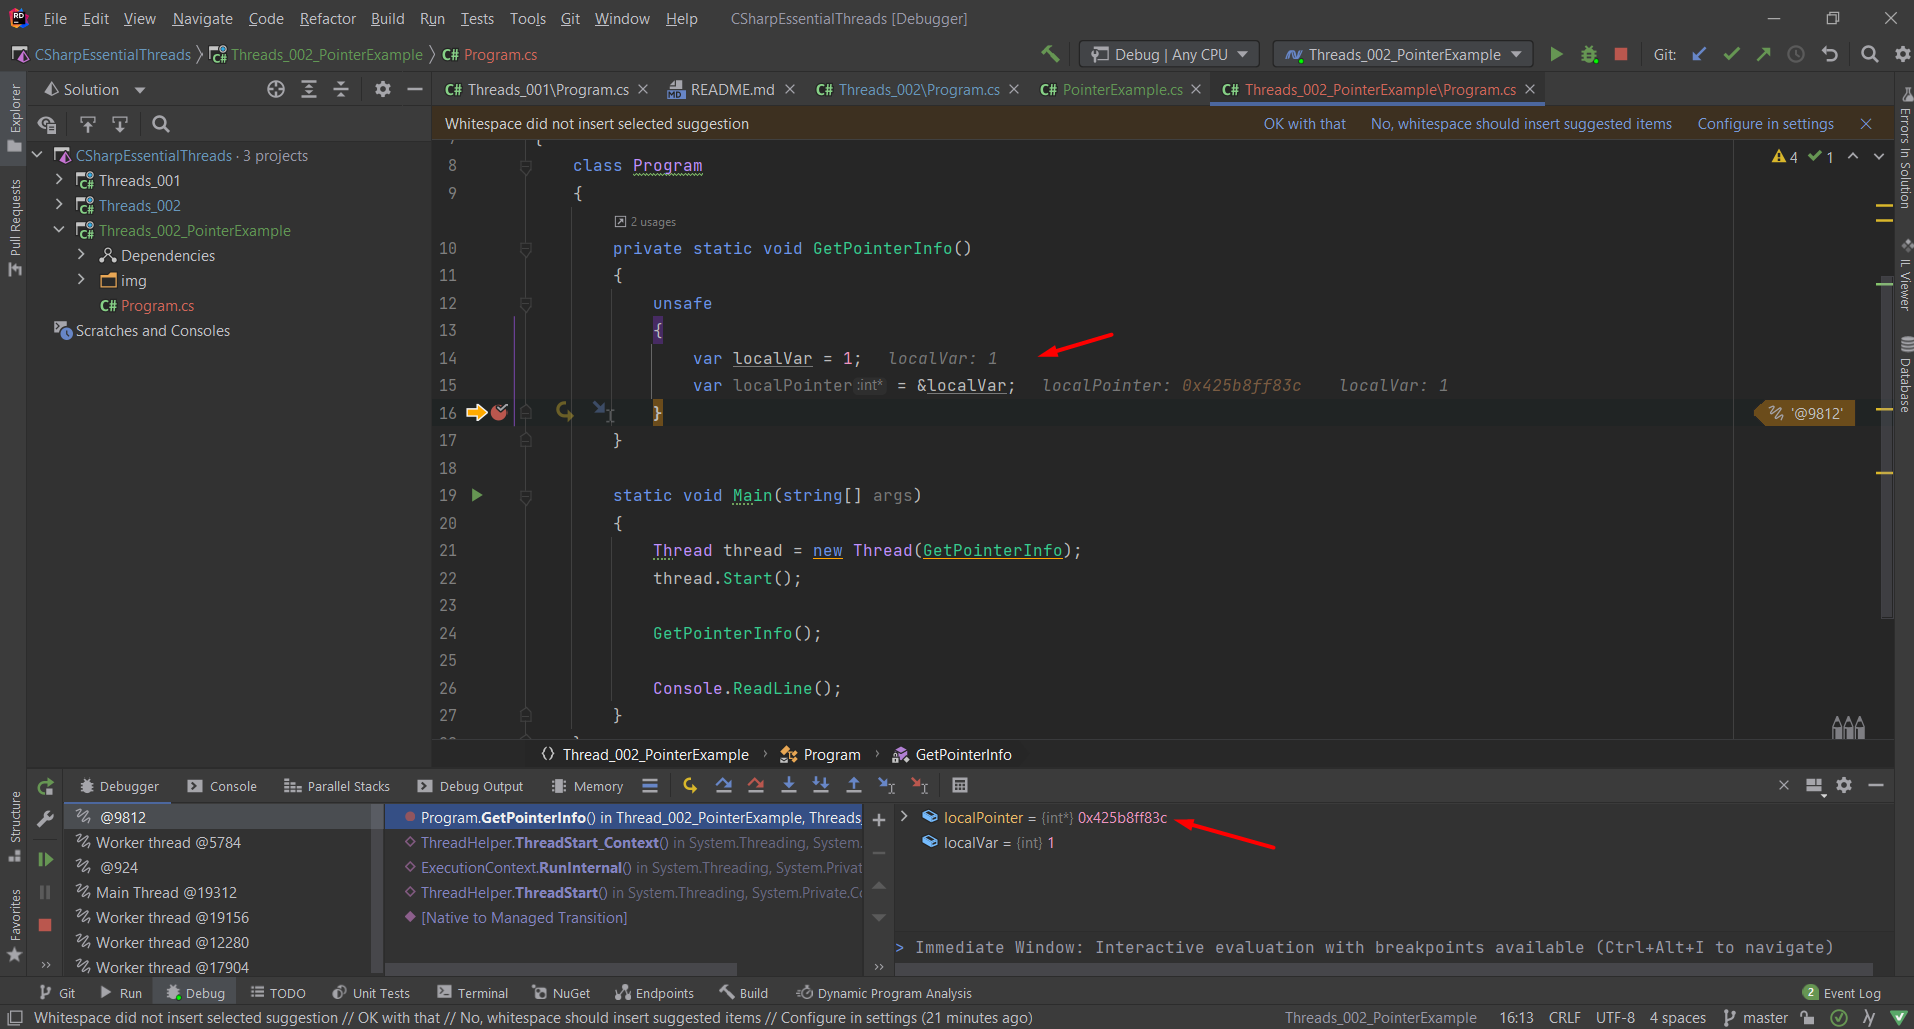 RD File Edit View Navigate Code Refactor Build Run Tests Tools Git Window Help CSharpEssentialThreads [Debugger]
CSharpEssentialThreads Threads_002_PointerExample C# Program.cs Debug | Any CPU Threads_002_PointerExample Git:
Solution
C# Threads_001\Program.cs README.md C# Threads_002\Program.cs C# PointerExample.cs C# Threads_002_PointerExample\Program.cs
Whitespace did not insert selected suggestion OK with that No, whitespace should insert suggested items Configure in settings
Explorer
Pull Requests
CSharpEssentialThreads · 3 projects
Threads_001
Threads_002
Threads_002_PointerExample
Dependencies
img
C# Program.cs
Scratches and Consoles
4 1
8 class Program
9 {
2 usages
10 private static void GetPointerInfo()
11 {
12 unsafe
13 {
14 var localVar = 1; localVar: 1
15 var localPointer :int* = &localVar; localPointer: 0x425b8ff83c localVar: 1
16 } '@9812'
17 }
18
19 static void Main(string[] args)
20 {
21 Thread thread = new Thread(GetPointerInfo);
22 thread.Start();
23
24 GetPointerInfo();
25
26 Console.ReadLine();
27 }
Errors In Solution
IL Viewer
Database
Thread_002_PointerExample Program GetPointerInfo
Debugger Console Parallel Stacks Debug Output Memory
Structure
Favorites
@9812
Worker thread @5784
@924
Main Thread @19312
Worker thread @19156
Worker thread @12280
Worker thread @17904
Program.GetPointerInfo() in Thread_002_PointerExample, Threads_
ThreadHelper.ThreadStart_Context() in System.Threading, System.
ExecutionContext.RunInternal() in System.Threading, System.Priva
ThreadHelper.ThreadStart() in System.Threading, System.Private.Co
[Native to Managed Transition]
localPointer = {int*} 0x425b8ff83c
localVar = {int} 1
> Immediate Window: Interactive evaluation with breakpoints available (Ctrl+Alt+I to navigate)
Git Run Debug TODO Unit Tests Terminal NuGet Endpoints Build Dynamic Program Analysis 2 Event Log
Whitespace did not insert selected suggestion // OK with that // No, whitespace should insert suggested items // Configure in settings (21 minutes ago) Threads_002_PointerExample 16:13 CRLF UTF-8 4 spaces master